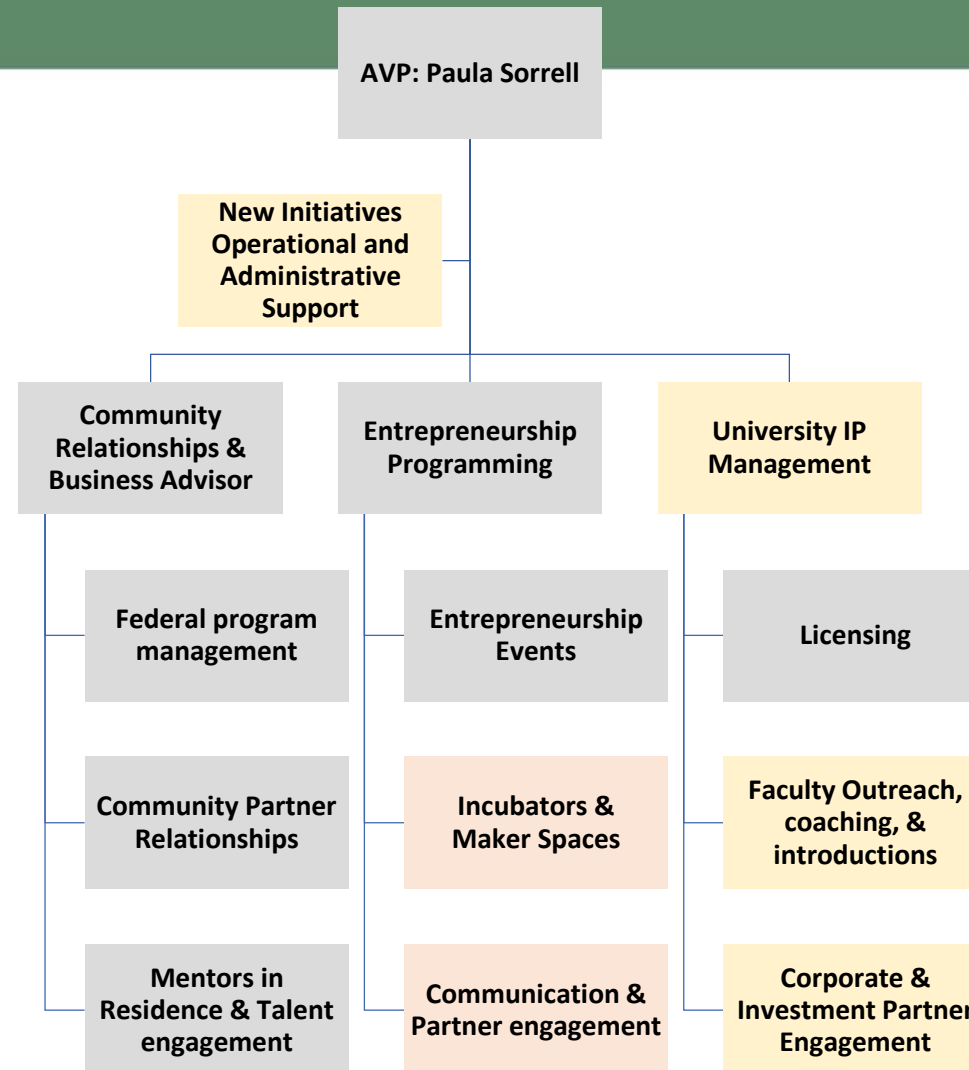 AVP: Paula Sorrell
New Initiatives
Operational and
Administrative
Support
Community
Relationships &
Business Advisor
Entrepreneurship
Programming
University IP
Management
Federal program
management
Entrepreneurship
Events
Licensing
Community Partner
Relationships
Incubators &
Maker Spaces
Faculty Outreach,
coaching, &
introductions
Mentors in
Residence & Talent
engagement
Communication &
Partner engagement
Corporate &
Investment Partner
Engagement